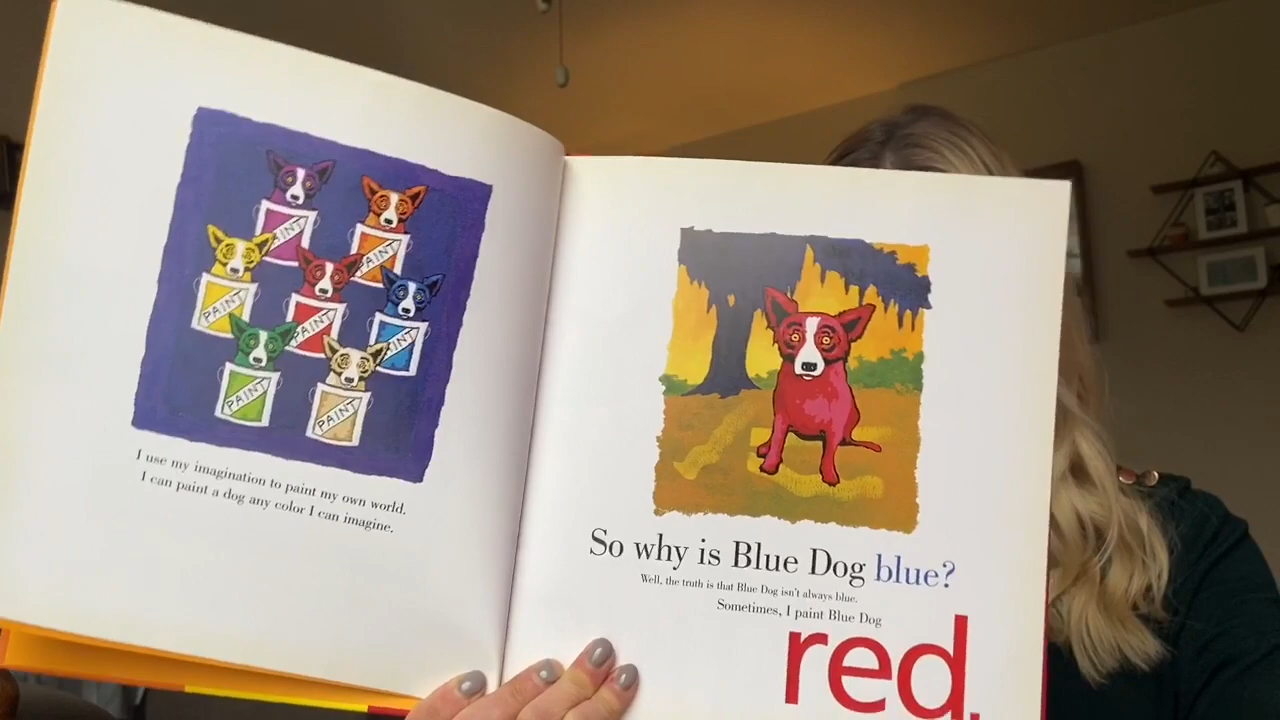 PAINT
PAINT
PAINT
PAINT
PAINT
PAINT
PAINT
I use my imagination to paint my own world.
I can paint a dog any color I can imagine.
So why is Blue Dog blue?
Well, the truth is that Blue Dog isn't always blue.
Sometimes, I paint Blue Dog
red.